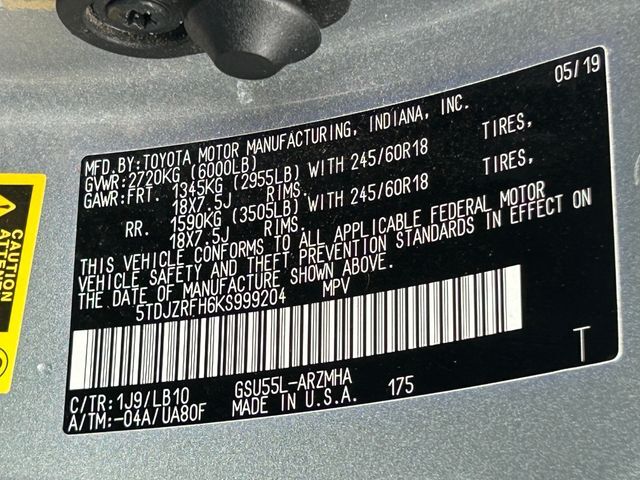 05/19
MFD.BY:TOYOTA MOTOR MANUFACTURING, INDIANA, INC.
GVWR:2720KG (6000LB)
GAWR:FRT. 1345KG (2955LB) WITH 245/60R18 TIRES,
18X7.5J RIMS.
RR. 1590KG (3505LB) WITH 245/60R18 TIRES,
18X7.5J RIMS.
THIS VEHICLE CONFORMS TO ALL APPLICABLE FEDERAL MOTOR
VEHICLE SAFETY AND THEFT PREVENTION STANDARDS IN EFFECT ON
THE DATE OF MANUFACTURE SHOWN ABOVE.
5TDJZRFH6KS999204 MPV
T
C/TR:1J9/LB10 GSU55L-ARZMHA 175
A/TM:-04A/UA80F MADE IN U.S.A.
CAUTION